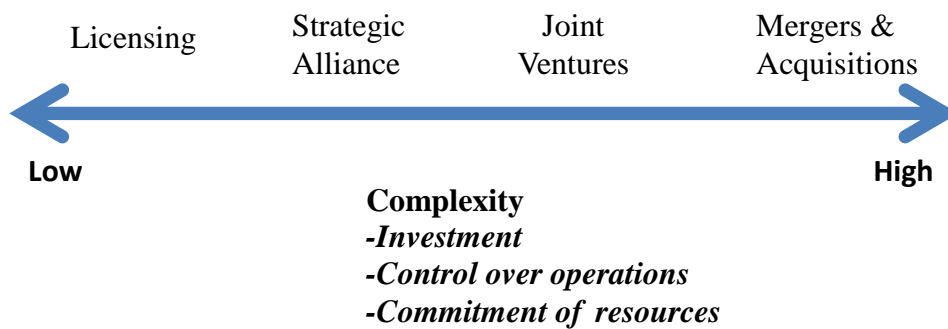 Licensing
Strategic
Alliance
Joint
Ventures
Mergers &
Acquisitions
Low
High
Complexity
-Investment
-Control over operations
-Commitment of resources